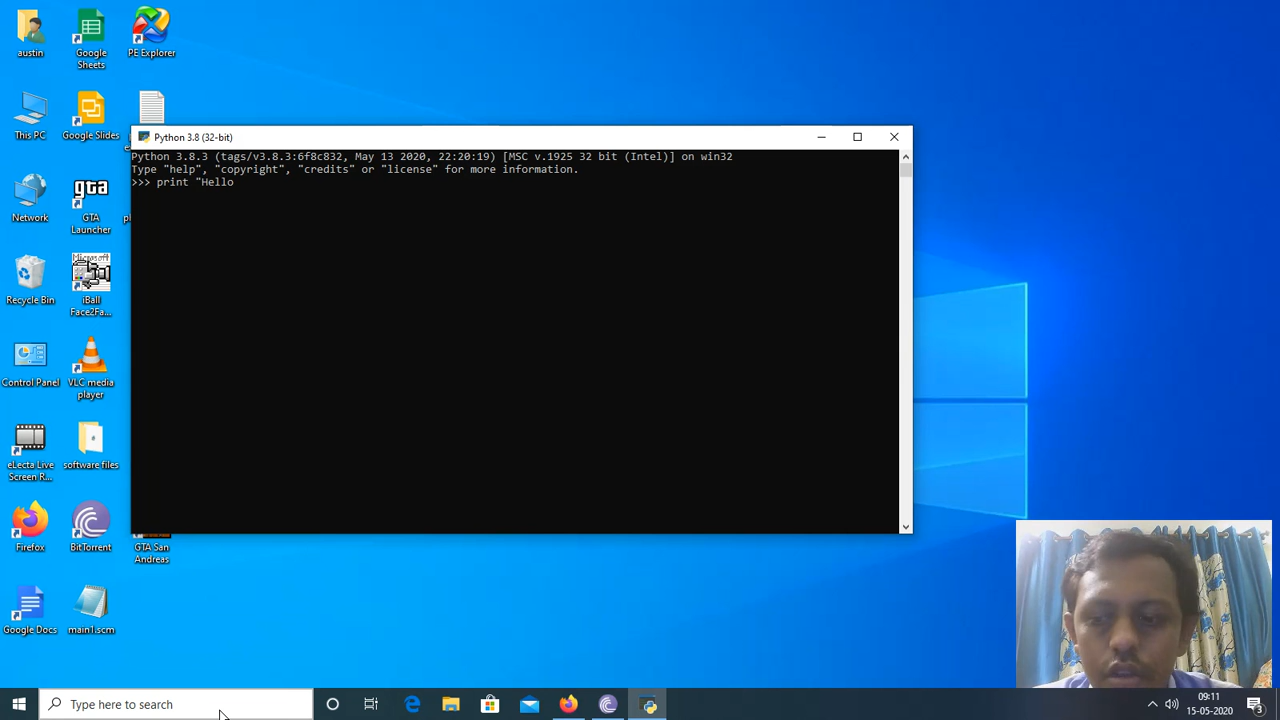 austin
Google Sheets
PE Explorer
This PC
Google Slides
Python 3.8 (32-bit)
Python 3.8.3 (tags/v3.8.3:6f8c832, May 13 2020, 22:20:19) [MSC v.1925 32 bit (Intel)] on win32
Type "help", "copyright", "credits" or "license" for more information.
>>> print "Hello
Network
gta
GTA Launcher
Recycle Bin
Microsoft
iBall Face2Fa...
Control Panel
VLC media player
eLecta Live Screen R...
software files
Firefox
BitTorrent
GTA San Andreas
Google Docs
main1.scm
Type here to search
09:11
15-05-2020
3